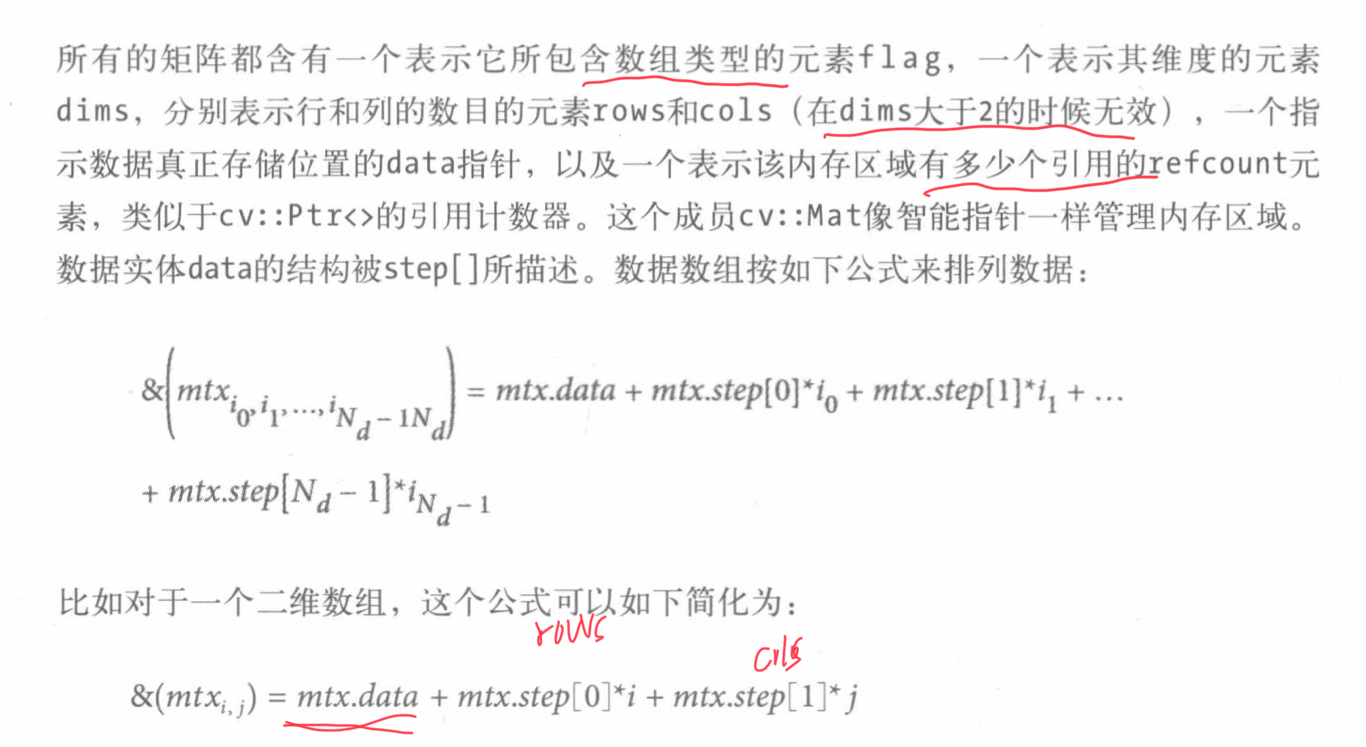 所有的矩阵都含有一个表示它所包含数组类型的元素flag，一个表示其维度的元素
dims，分别表示行和列的数目的元素rows和cols（在dims大于2的时候无效），一个指
示数据真正存储位置的data指针，以及一个表示该内存区域有多少个引用的refcount元
素，类似于cv::Ptr<>的引用计数器。这个成员cv::Mat像智能指针一样管理内存区域。
数据实体data的结构被step[]所描述。数据数组按如下公式来排列数据：
&(mtx_{i_0,i_1,...,i_{N_d-1}N_d}) = mtx.data + mtx.step[0]*i_0 + mtx.step[1]*i_1 + …
+ mtx.step[N_d - 1]*i_{N_d-1}
比如对于一个二维数组，这个公式可以如下简化为：
rows
cols
&(mtx_{i,j}) = mtx.data + mtx.step[0]*i + mtx.step[1]*j